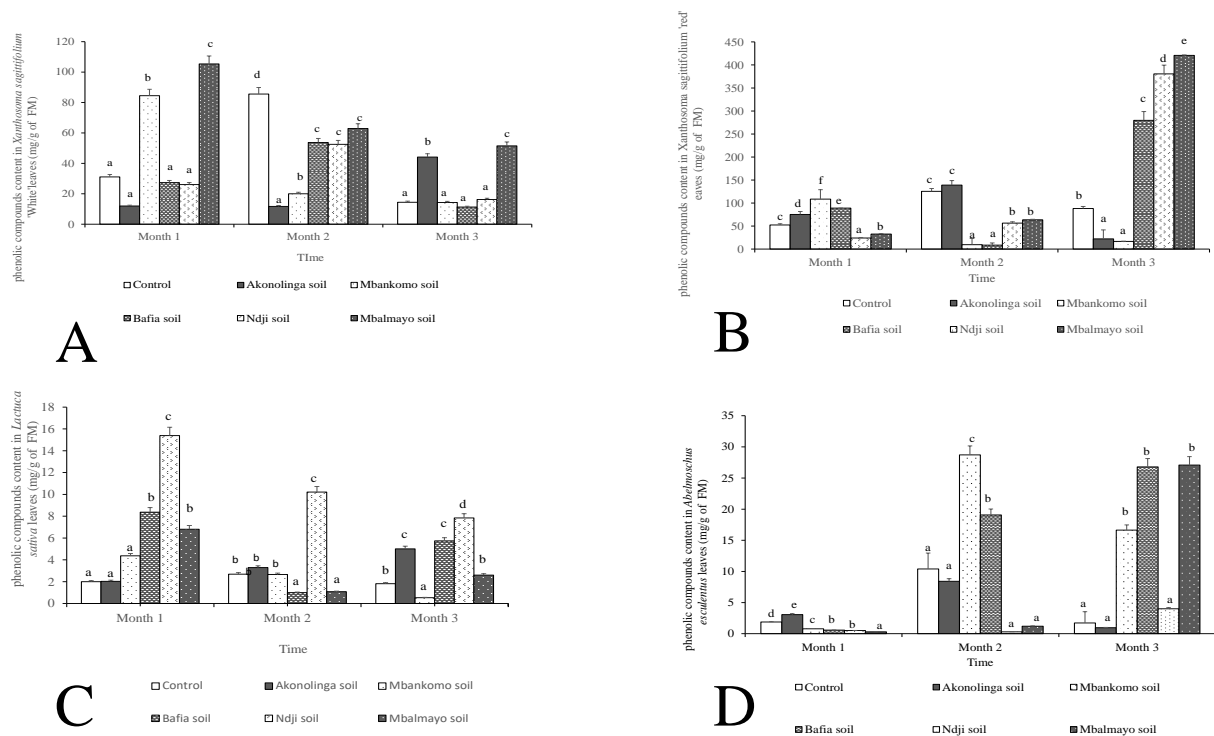 phenolic compounds content in Xanthosoma sagittifolium
'White'leaves (mg/g of FM)
120
100
80
60
40
20
0
a
a
b
a
a
c
d
a
b
c
c
c
a
b
a
a
a
c
Month 1
Month 2
Month 3
TIme
Control
Akonolinga soil
Mbankomo soil
Bafia soil
Ndji soil
Mbalmayo soil
A
phenolic compounds content in Xanthosoma sagittifolium 'red'
eaves (mg/g of FM)
450
400
350
300
250
200
150
100
50
0
c
d
f
e
a
b
c
c
a
a
b
b
b
a
a
c
d
e
Month 1
Month 2
Month 3
Time
Control
Akonolinga soil
Mbankomo soil
Bafia soil
Ndji soil
Mbalmayo soil
B
phenolic compounds content in Lactuca
sativa leaves (mg/g of FM)
18
16
14
12
10
8
6
4
2
0
a
a
a
b
c
b
b
b
b
a
c
a
b
c
a
c
d
b
Month 1
Month 2
Month 3
Time
Control
Akonolinga soil
Mbankomo soil
Bafia soil
Ndji soil
Mbalmayo soil
C
phenolic compounds content in Abelmoschus
esculentus leaves (mg/g of FM)
35
30
25
20
15
10
5
0
d
e
c
b
b
a
a
a
c
b
a
a
a
a
b
b
a
b
Month 1
Month 2
Month 3
Time
Control
Akonolinga soil
Mbankomo soil
Bafia soil
Ndji soil
Mbalmayo soil
D